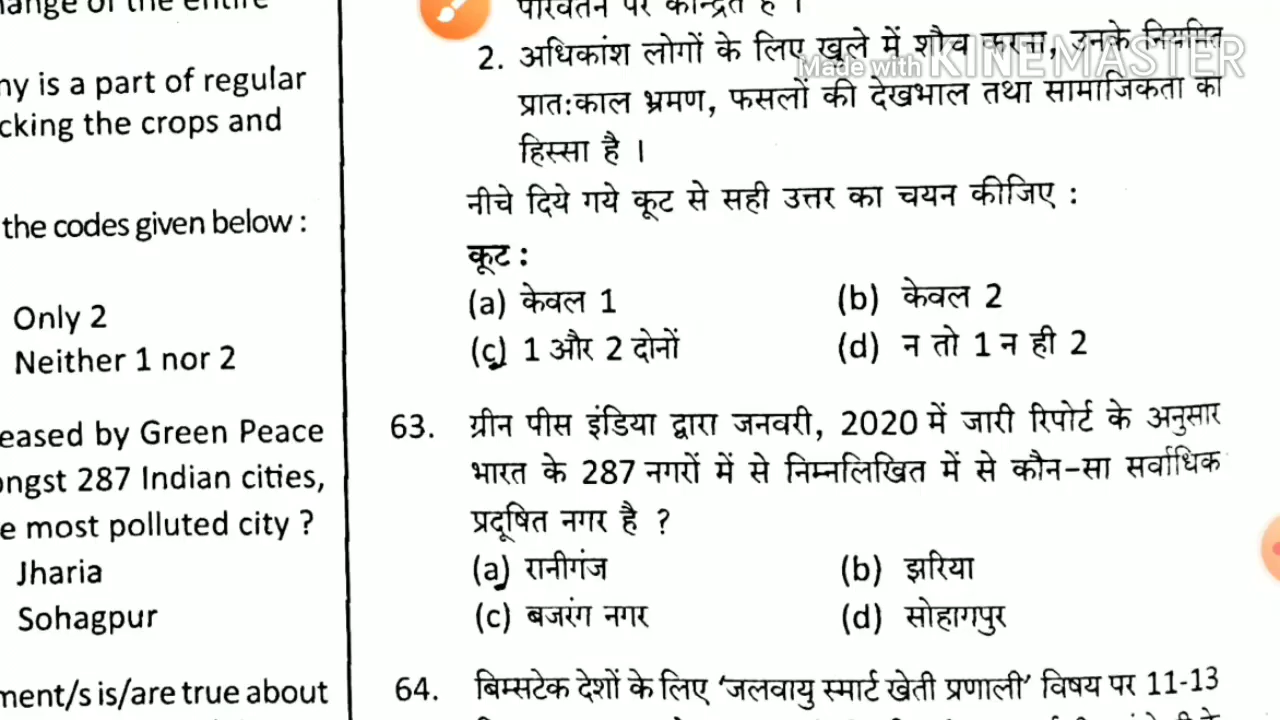 ange of the entire
ny is a part of regular
cking the crops and
the codes given below :
Only 2
Neither 1 nor 2
eased by Green Peace
ongst 287 Indian cities,
e most polluted city ?
Jharia
Sohagpur
ment/s is/are true about
परिवर्तन पर केन्द्रित है ।
2. अधिकांश लोगों के लिए खुले में शौच करना, उनके नियमित
Made with KINEMASTER
प्रात:काल भ्रमण, फसलों की देखभाल तथा सामाजिकता का
हिस्सा है ।
नीचे दिये गये कूट से सही उत्तर का चयन कीजिए :
कूट :
(a) केवल 1 (b) केवल 2
(c) 1 और 2 दोनों (d) न तो 1 न ही 2
63. ग्रीन पीस इंडिया द्वारा जनवरी, 2020 में जारी रिपोर्ट के अनुसार
भारत के 287 नगरों में से निम्नलिखित में से कौन-सा सर्वाधिक
प्रदूषित नगर है ?
(a) रानीगंज (b) झरिया
(c) बजरंग नगर (d) सोहागपुर
64. बिम्सटेक देशों के लिए ‘जलवायु स्मार्ट खेती प्रणाली’ विषय पर 11-13